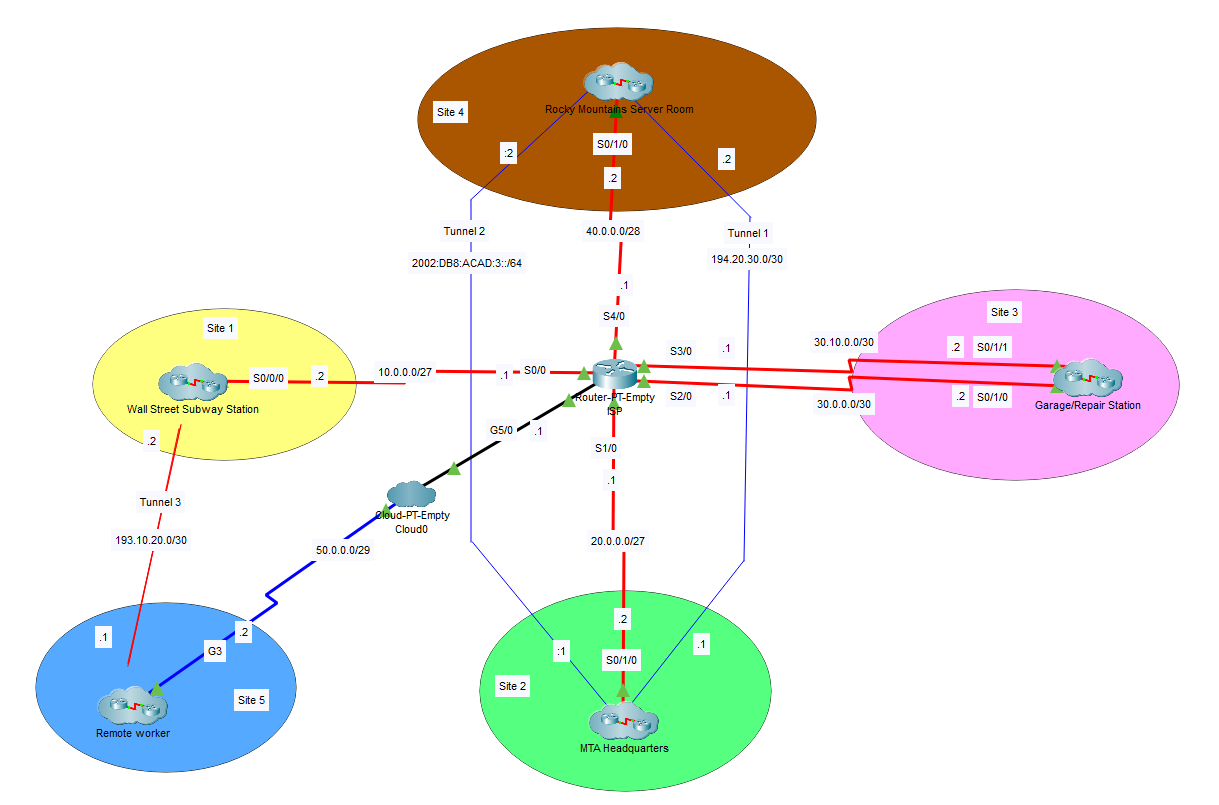 Rocky Mountains Server Room
Site 4
S0/1/0
:2
.2
.2
40.0.0.0/28
Tunnel 2
Tunnel 1
2002:DB8:ACAD:3::/64
194.20.30.0/30
.1
S4/0
Site 1
Site 3
S3/0
.1
30.10.0.0/30
.2
S0/1/1
S0/0/0
.2
10.0.0.0/27
.1
S0/0
S2/0
.1
30.0.0.0/30
.2
S0/1/0
Router-PT-Empty
ISP
Wall Street Subway Station
Garage/Repair Station
.2
G5/0
.1
S1/0
.1
Tunnel 3
Cloud-PT-Empty
Cloud0
193.10.20.0/30
50.0.0.0/29
20.0.0.0/27
.1
.2
G3
Site 5
Remote worker
.2
:1
.1
S0/1/0
Site 2
MTA Headquarters